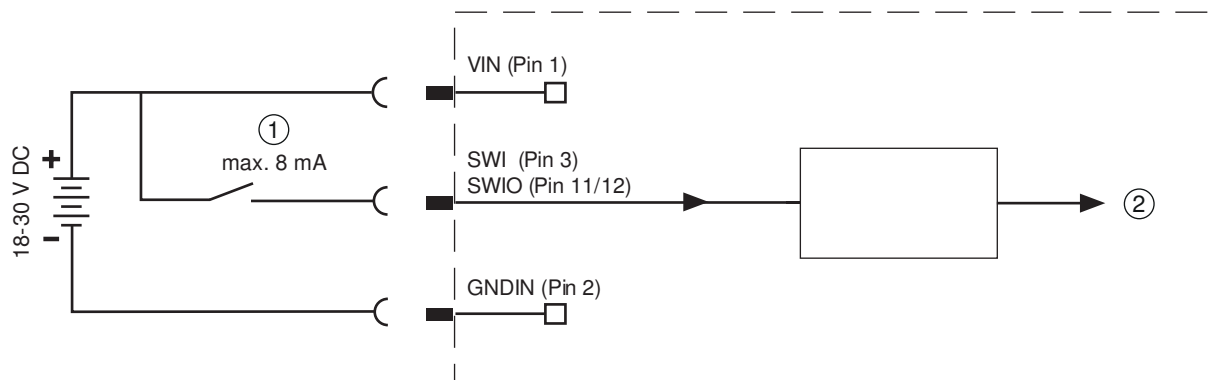 VIN (Pin 1)
1
max. 8 mA
SWI (Pin 3)
SWIO (Pin 11/12)
2
+
18-30 V DC
-
GNDIN (Pin 2)